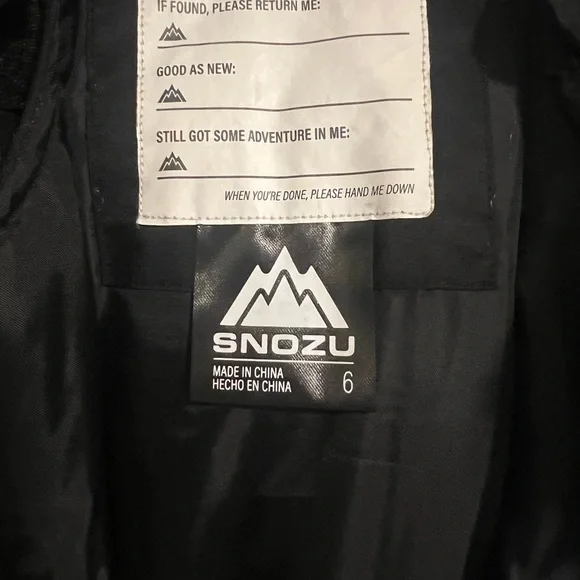 IF FOUND, PLEASE RETURN ME:
GOOD AS NEW:
STILL GOT SOME ADVENTURE IN ME:
WHEN YOU'RE DONE, PLEASE HAND ME DOWN
SNOZU
MADE IN CHINA
HECHO EN CHINA 6